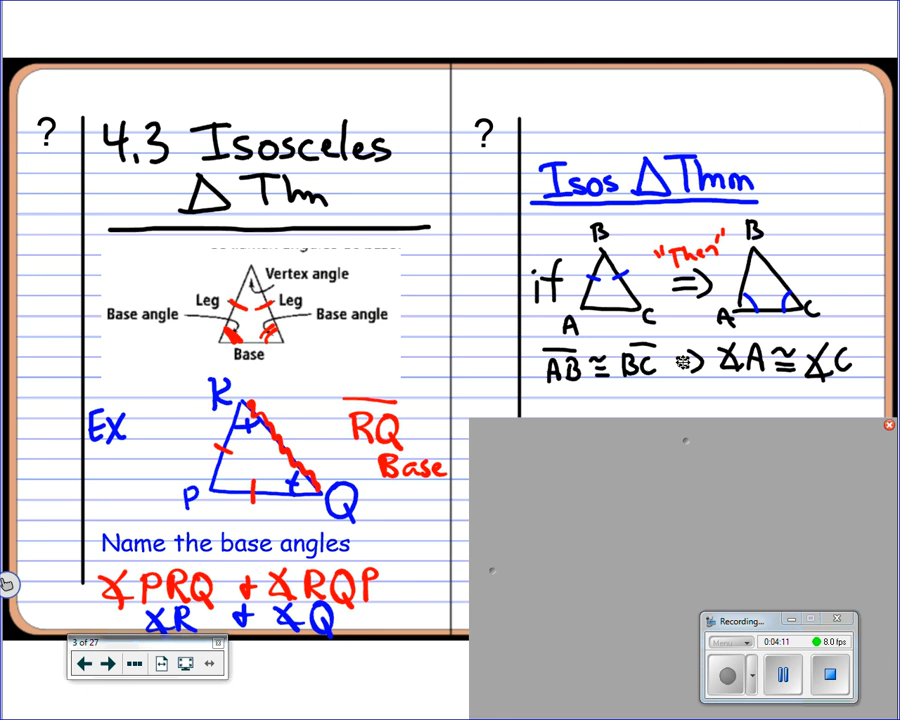 ?
4.3 Isosceles
△ Thm
Vertex angle
Leg
Leg
Base angle
Base angle
Base
EX
R
P
Q
RQ
Base
Name the base angles
∡PRQ + ∡RQP
∡R + ∡Q
?
Isos △ Thmm
if
B
A
C
"Then"
⇒
B
A
C
AB ≅ BC ⇒ ∡A ≅ ∡C
3 of 27
Recording...
Menu
0:04:11
8.0 fps